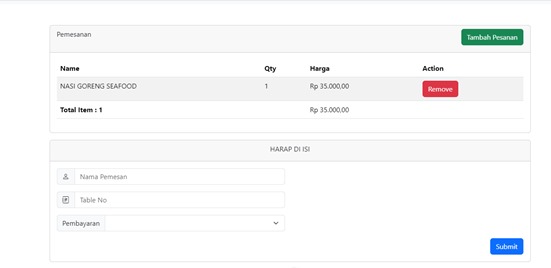 Pemesanan
Tambah Pesanan
Name Qty Harga Action
NASI GORENG SEAFOOD 1 Rp 35.000,00 Remove
Total Item : 1 Rp 35.000,00
HARAP DI ISI
Nama Pemesan
Table No
Pembayaran
Submit